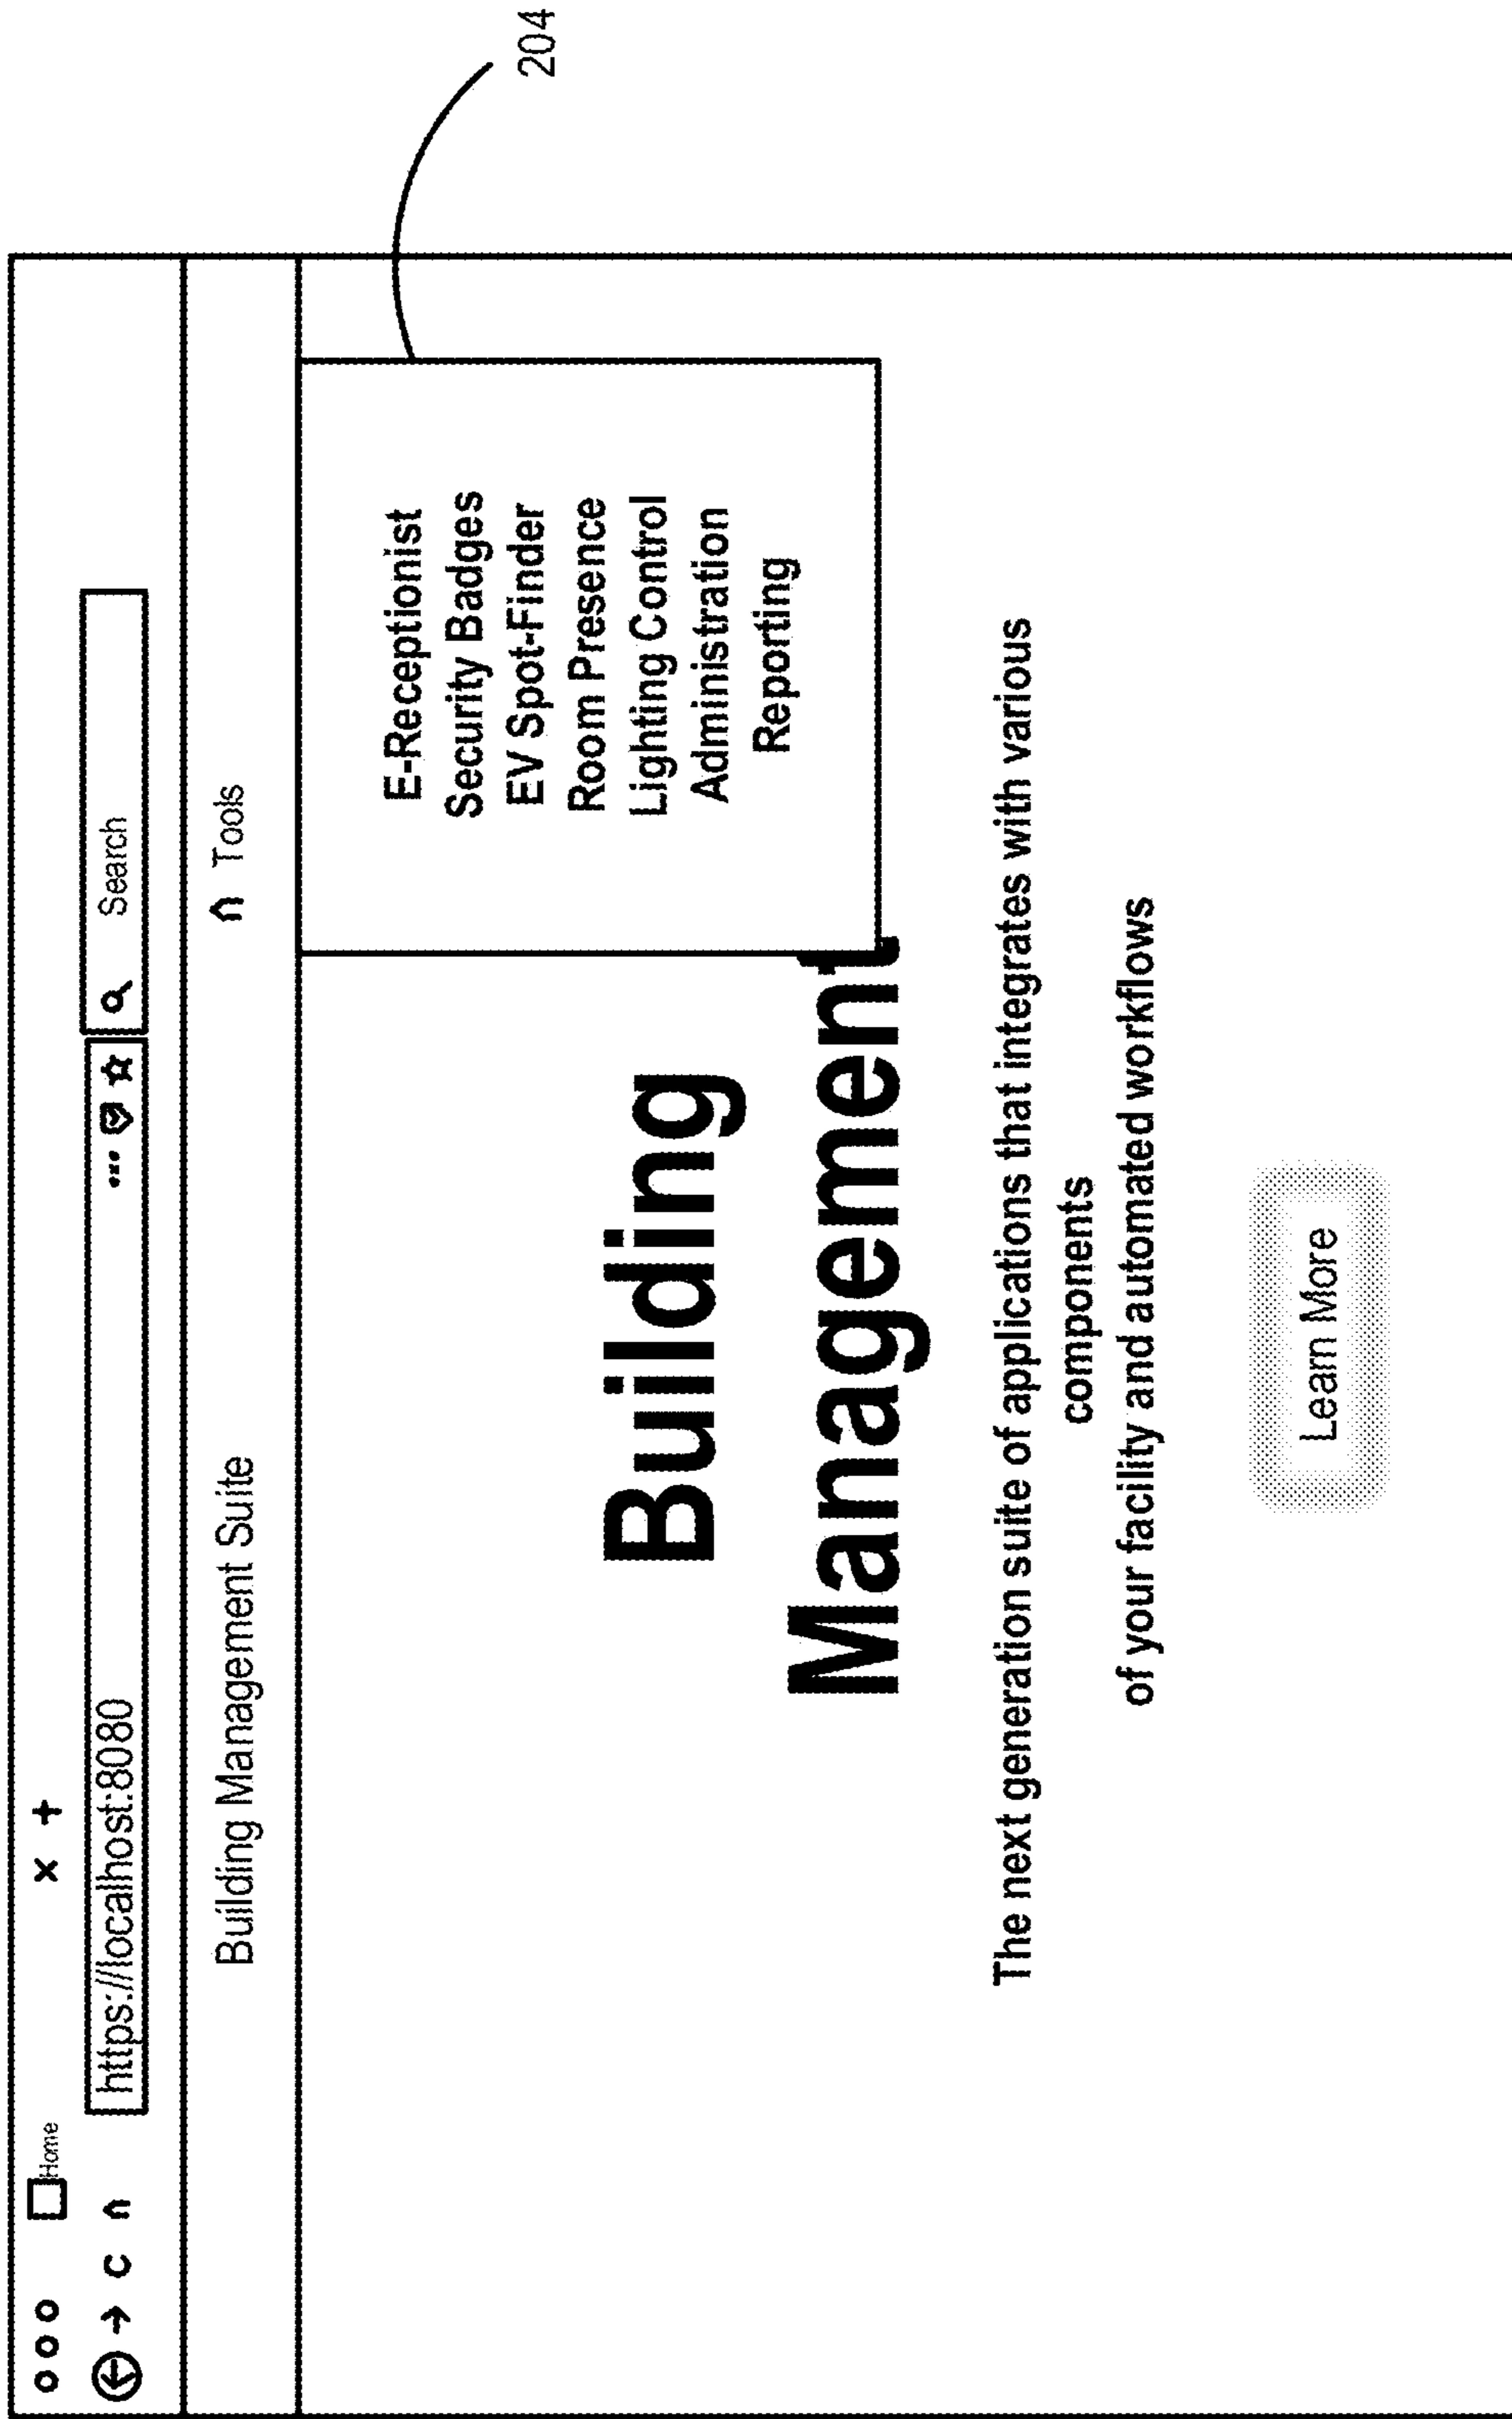 Home × +
https://localhost:8080 ... Search
Building Management Suite
Tools
204
E-Receptionist
Security Badges
EV Spot-Finder
Room Presence
Lighting Control
Administration
Reporting
Building
Management
The next generation suite of applications that integrates with various
components
of your facility and automated workflows
Learn More